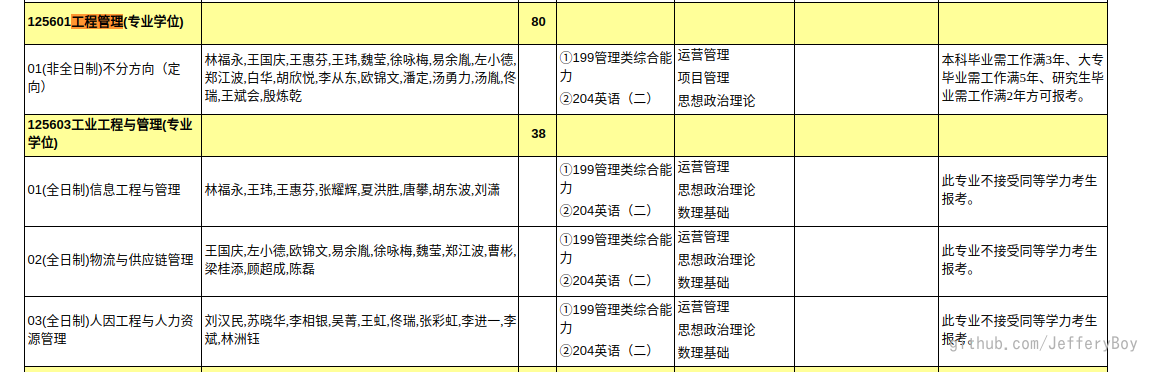 125601工程管理(专业学位) 80
01(非全日制)不分方向（定
向）
林福永,王国庆,王惠芬,王玮,魏莹,徐咏梅,易余胤,左小德,
郑江波,白华,胡欣悦,李从东,欧锦文,潘定,汤勇力,汤胤,佟
瑞,王斌会,殷炼乾
①199管理类综合能
力
②204英语（二）
运营管理
项目管理
思想政治理论
本科毕业需工作满3年、大专
毕业需工作满5年、研究生毕
业需工作满2年方可报考。
125603工业工程与管理(专业
学位)
38
01(全日制)信息工程与管理
林福永,王玮,王惠芬,张耀辉,夏洪胜,唐攀,胡东波,刘潇
①199管理类综合能
力
②204英语（二）
运营管理
思想政治理论
数理基础
此专业不接受同等学力考生
报考。
02(全日制)物流与供应链管理
王国庆,左小德,欧锦文,易余胤,徐咏梅,魏莹,郑江波,曹彬,
梁桂添,顾超成,陈磊
①199管理类综合能
力
②204英语（二）
运营管理
思想政治理论
数理基础
此专业不接受同等学力考生
报考。
03(全日制)人因工程与人力资
源管理
刘汉民,苏晓华,李相银,吴菁,王虹,佟瑞,张彩虹,李进一,李
斌,林洲钰
①199管理类综合能
力
②204英语（二）
运营管理
思想政治理论
数理基础
此专业不接受同等学力考生
报考。
github.com/JefferyBoy